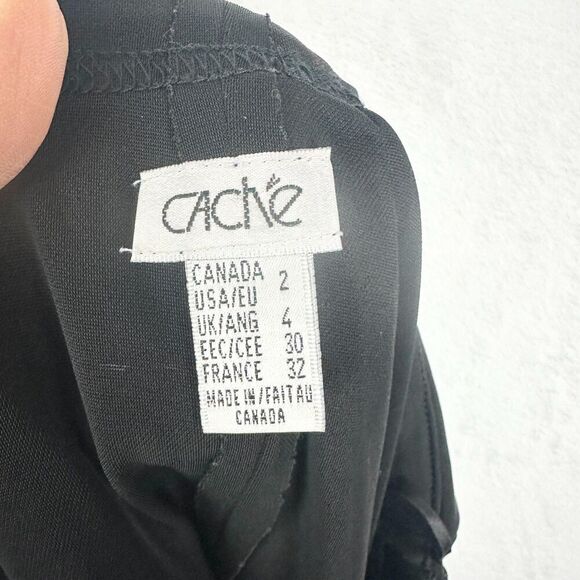 CAChé
CANADA 2
USA/EU
UK/ANG 4
EEC/CEE 30
FRANCE 32
MADE IN/FAIT AU
CANADA